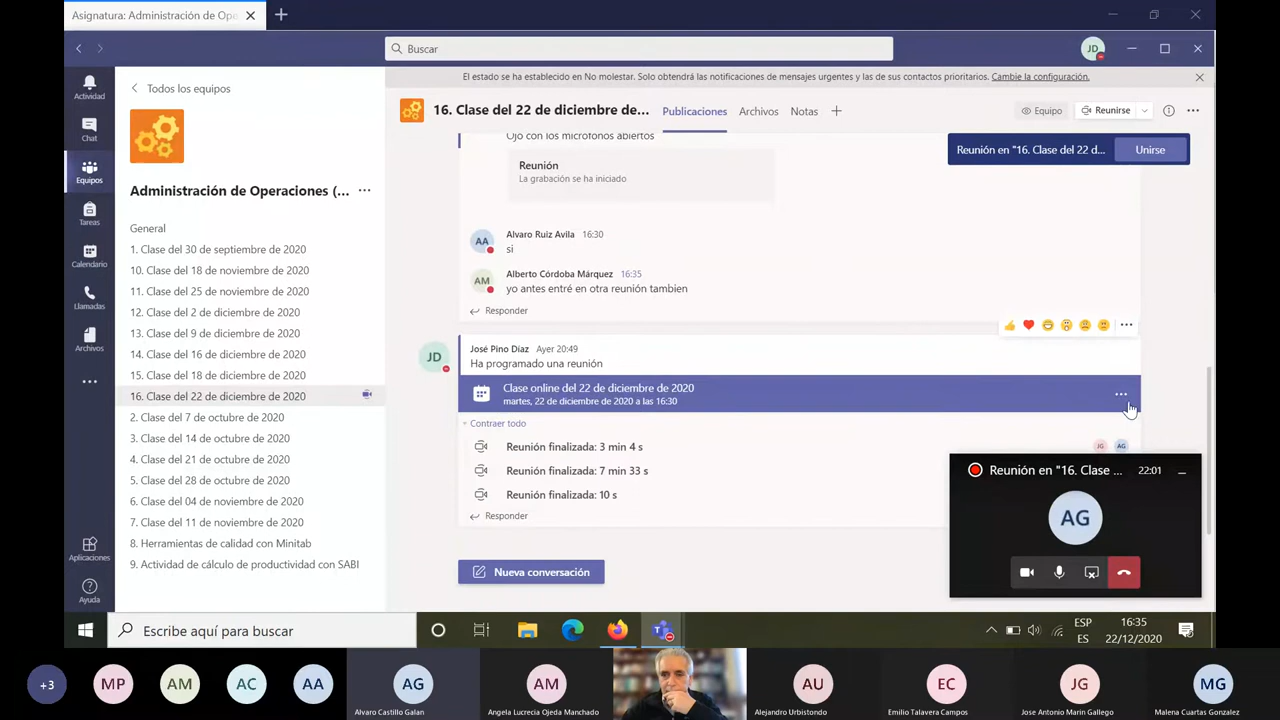 Asignatura: Administración de Op
Buscar
JD
El estado se ha establecido en No molestar. Solo obtendrá las notificaciones de mensajes urgentes y las de sus contactos prioritarios. Cambie la configuración.
Actividad
Chat
Equipos
Tareas
Calendario
Llamadas
Archivos
Aplicaciones
Ayuda
Todos los equipos
Administración de Operaciones (...
General
1. Clase del 30 de septiembre de 2020
10. Clase del 18 de noviembre de 2020
11. Clase del 25 de noviembre de 2020
12. Clase del 2 de diciembre de 2020
13. Clase del 9 de diciembre de 2020
14. Clase del 16 de diciembre de 2020
15. Clase del 18 de diciembre de 2020
16. Clase del 22 de diciembre de 2020
2. Clase del 7 de octubre de 2020
3. Clase del 14 de octubre de 2020
4. Clase del 21 de octubre de 2020
5. Clase del 28 de octubre de 2020
6. Clase del 04 de noviembre de 2020
7. Clase del 11 de noviembre de 2020
8. Herramientas de calidad con Minitab
9. Actividad de cálculo de productividad con SABI
16. Clase del 22 de diciembre de...
Publicaciones
Archivos
Notas
Equipo
Reunirse
Reunión en "16. Clase del 22 d...
Unirse
Ojo con los microfonos abiertos
Reunión
La grabación se ha iniciado
AA
Alvaro Ruiz Avila 16:30
si
AM
Alberto Córdoba Márquez 16:35
yo antes entré en otra reunión tambien
Responder
JD
José Pino Díaz Ayer 20:49
Ha programado una reunión
Clase online del 22 de diciembre de 2020
martes, 22 de diciembre de 2020 a las 16:30
Contraer todo
Reunión finalizada: 3 min 4 s
JG AG
Reunión finalizada: 7 min 33 s
Reunión finalizada: 10 s
Responder
Nueva conversación
Reunión en "16. Clase ...
22:01
AG
Escribe aquí para buscar
ESP
ES
16:35
22/12/2020
+3
MP
AM
AC
AA
AG
Alvaro Castillo Galan
AM
Angela Lucrecia Ojeda Manchado
AU
Alejandro Urbistondo
EC
Emilio Talavera Campos
JG
Jose Antonio Marin Gallego
MG
Malena Cuartas Gonzalez